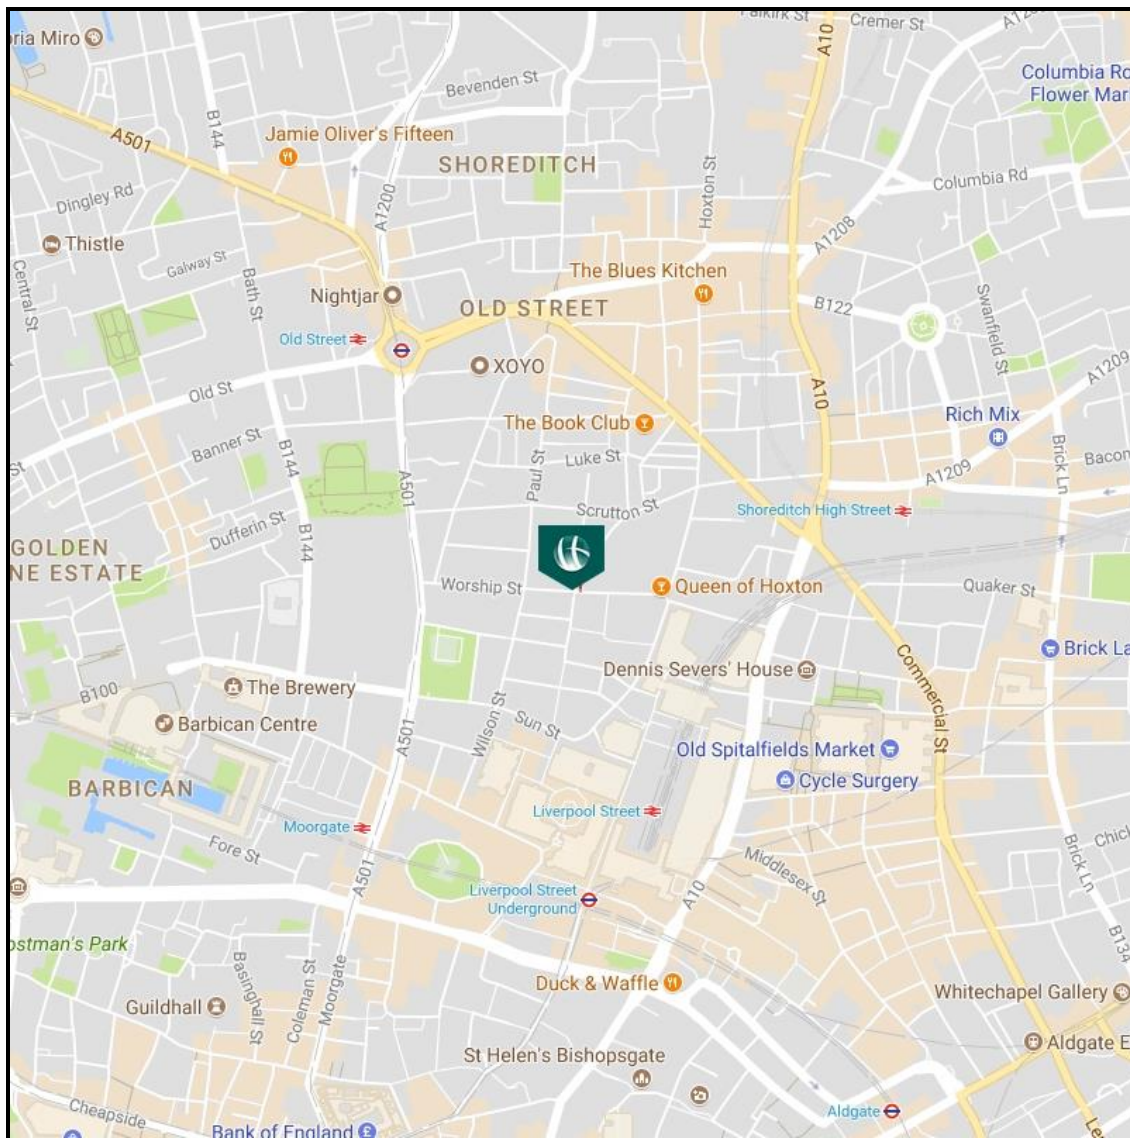 Falkirk St
Cremer St
A10
oria Miro
Bevenden St
Columbia Ro
Flower Mar
B144
A501
Jamie Oliver's Fifteen
SHOREDITCH
Hoxton St
Columbia Rd
Dingley Rd
A1200
A1208
Thistle
Galway St
Central St
Bath St
The Blues Kitchen
Nightjar
OLD STREET
B122
Swanfield St
Old Street
XOYO
A1209
Old St
A10
The Book Club
Rich Mix
Banner St
B144
Luke St
Brick Ln
Bacon
St
A501
Paul St
A1209
Scrutton St
Shoreditch High Street
Dufferin St
B144
GOLDEN
NE ESTATE
Worship St
Queen of Hoxton
Quaker St
Brick La
Dennis Severs' House
Commercial St
The Brewery
B100
Barbican Centre
Wilson St
Sun St
A501
Old Spitalfields Market
Cycle Surgery
BARBICAN
Liverpool Street
Moorgate
Fore St
Chic
Brick Ln
Middlesex St
A501
Liverpool Street
Underground
A10
B134
ostman's Park
Basinghall St
Coleman St
Moorgate
Duck & Waffle
Whitechapel Gallery
Guildhall
Aldgate E
St Helen's Bishopsgate
Cheapside
Aldgate
Bank of England
Le